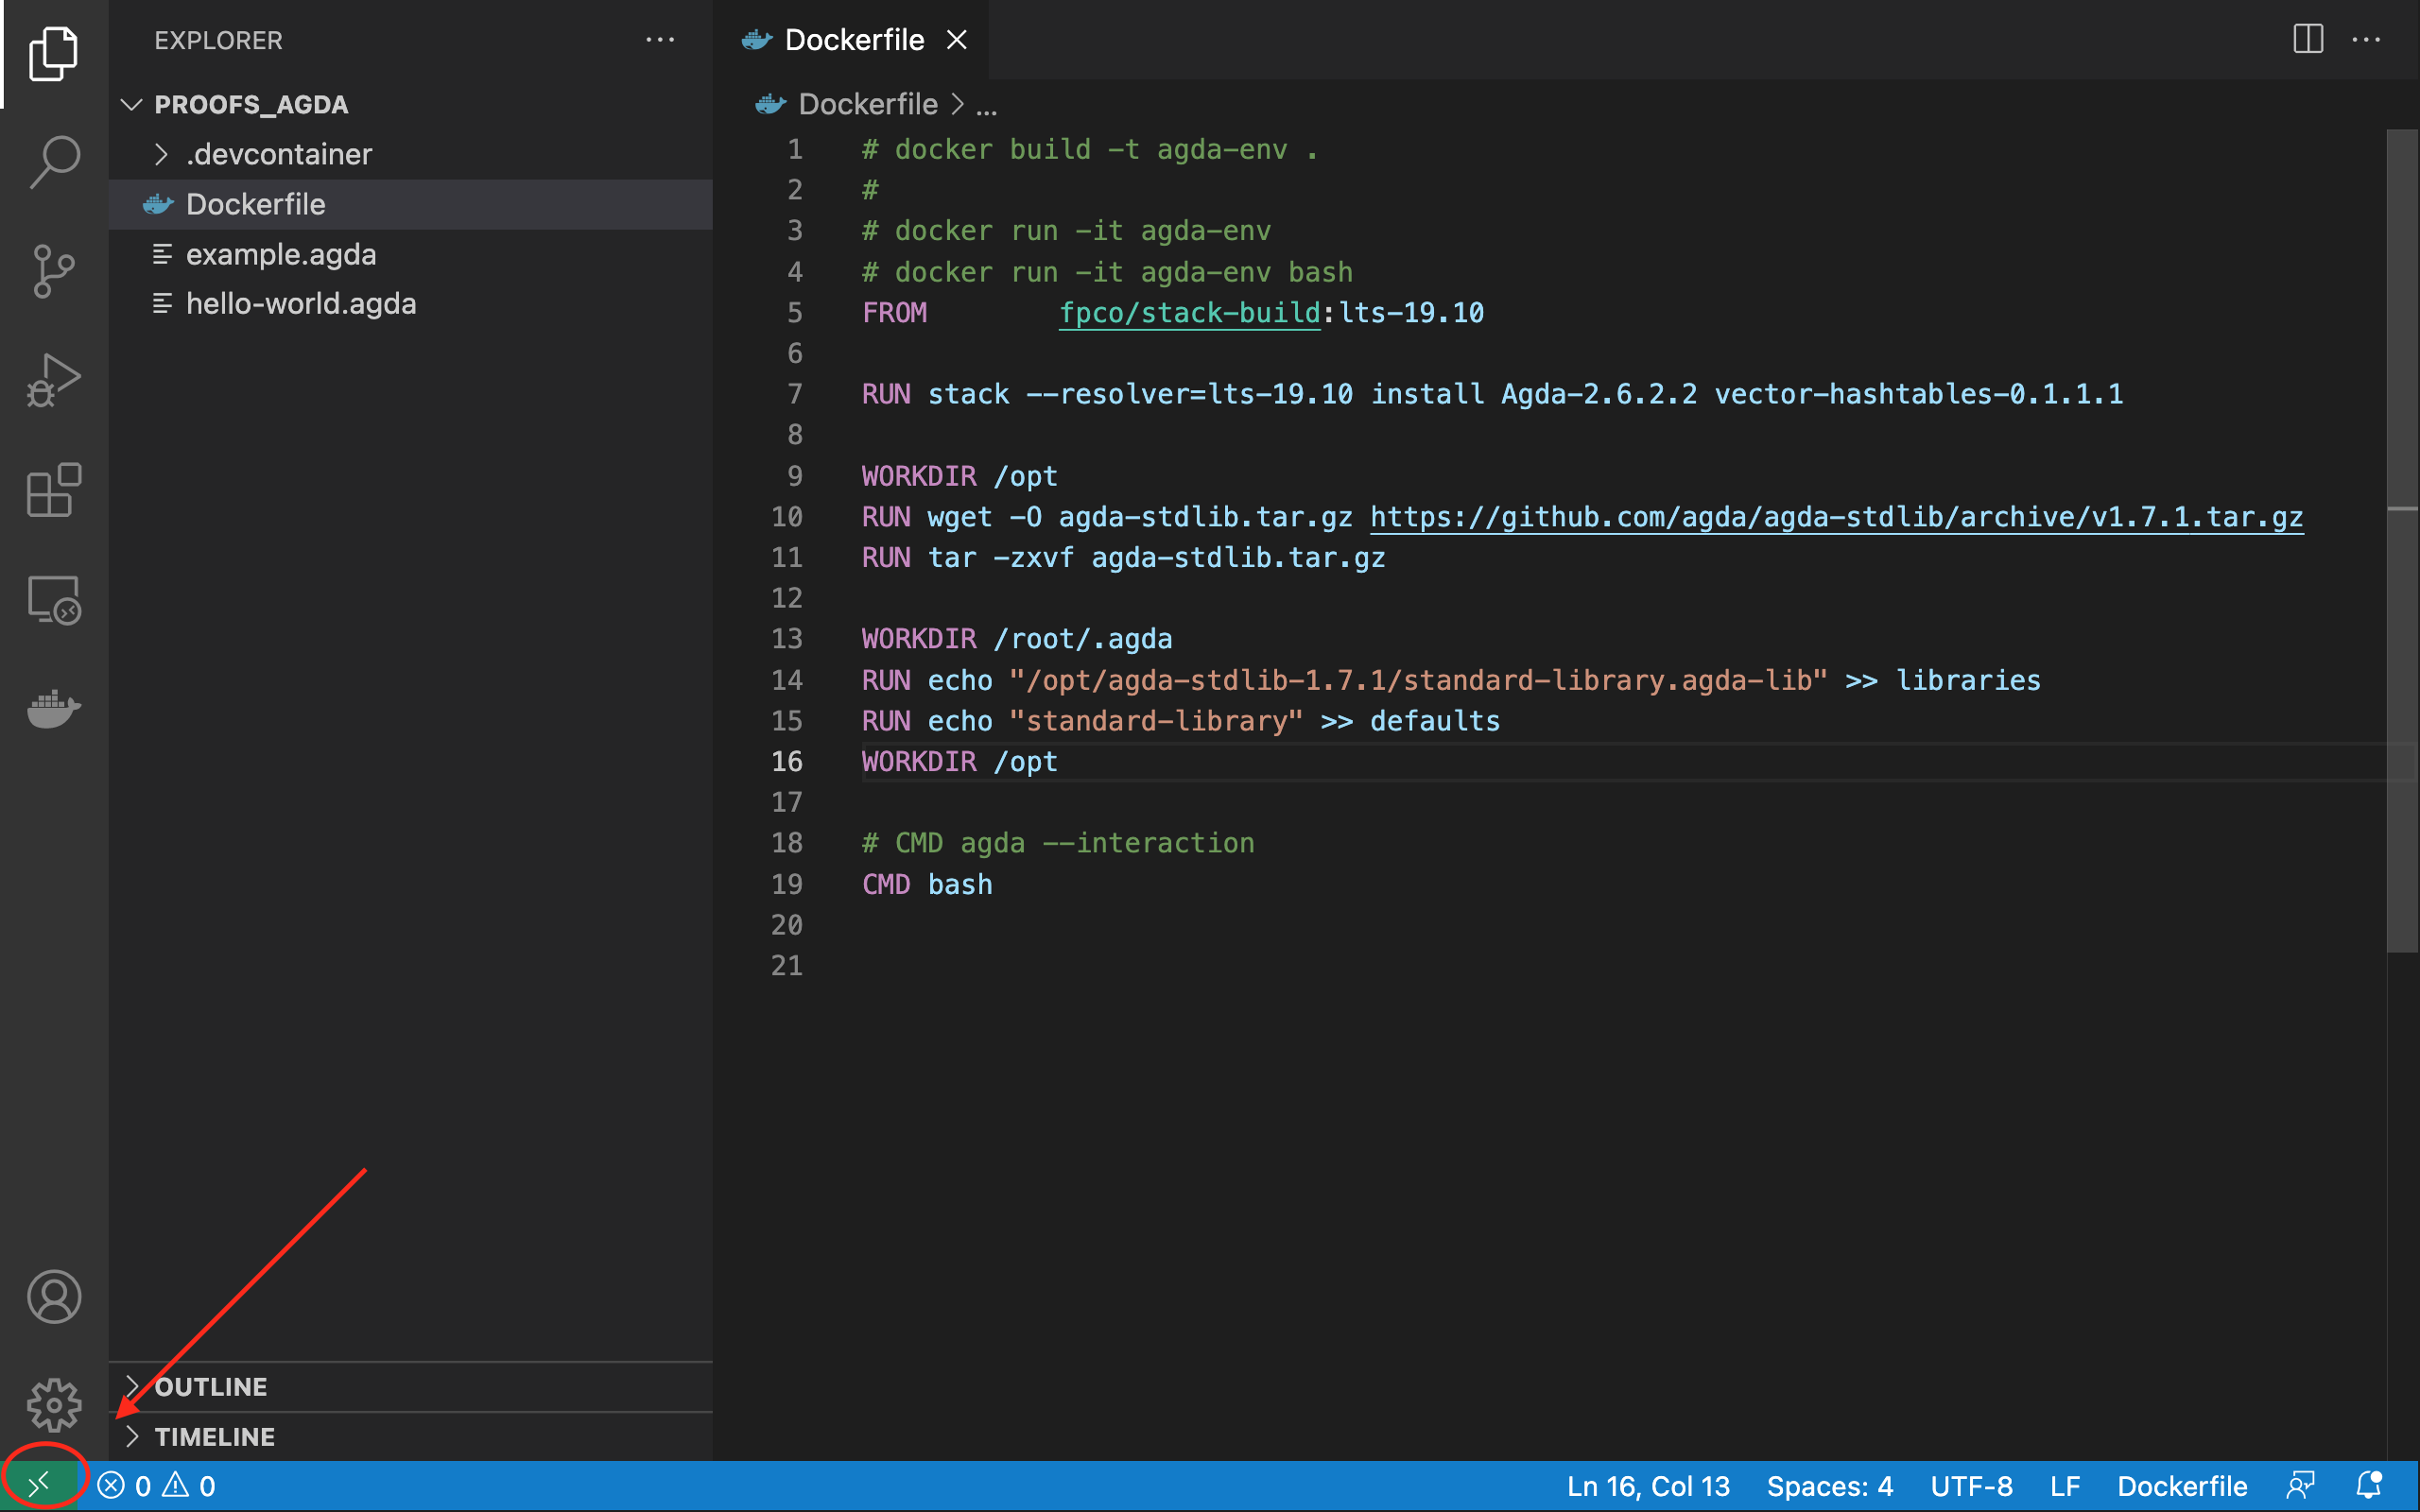 EXPLORER
PROOFS_AGDA
.devcontainer
Dockerfile
example.agda
hello-world.agda
OUTLINE
TIMELINE
Dockerfile
Dockerfile > ...
1 # docker build -t agda-env .
2 #
3 # docker run -it agda-env
4 # docker run -it agda-env bash
5 FROM        fpco/stack-build:lts-19.10
6
7 RUN stack --resolver=lts-19.10 install Agda-2.6.2.2 vector-hashtables-0.1.1.1
8
9 WORKDIR /opt
10 RUN wget -O agda-stdlib.tar.gz https://github.com/agda/agda-stdlib/archive/v1.7.1.tar.gz
11 RUN tar -zxvf agda-stdlib.tar.gz
12
13 WORKDIR /root/.agda
14 RUN echo "/opt/agda-stdlib-1.7.1/standard-library.agda-lib" >> libraries
15 RUN echo "standard-library" >> defaults
16 WORKDIR /opt
17
18 # CMD agda --interaction
19 CMD bash
20
21
0 0 Ln 16, Col 13 Spaces: 4 UTF-8 LF Dockerfile